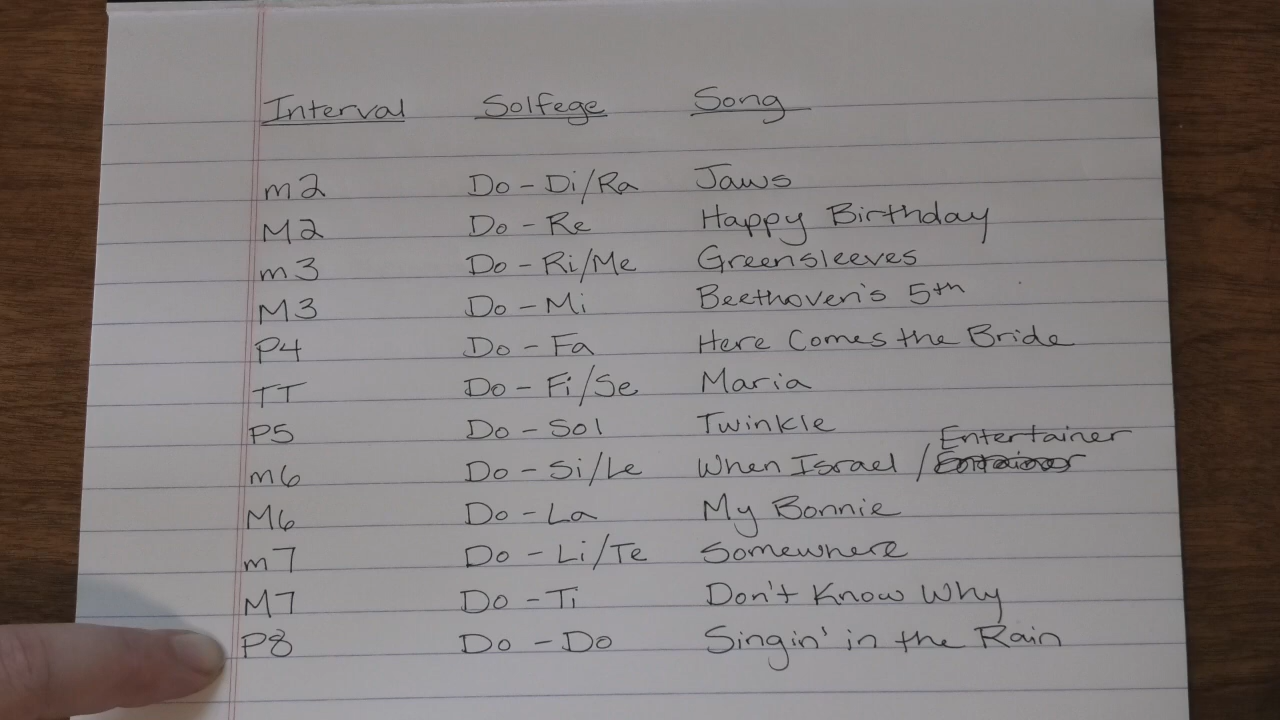 Interval Solfege Song
m2 Do - Di/Ra Jaws
M2 Do - Re Happy Birthday
m3 Do - Ri/Me Greensleeves
M3 Do - Mi Beethoven's 5th
P4 Do - Fa Here Comes the Bride
TT Do - Fi/Se Maria
P5 Do - Sol Twinkle
m6 Do - Si/Le When Israel / Entertainer
M6 Do - La My Bonnie
m7 Do - Li/Te Somewhere
M7 Do - Ti Don't Know Why
P8 Do - Do Singin' in the Rain